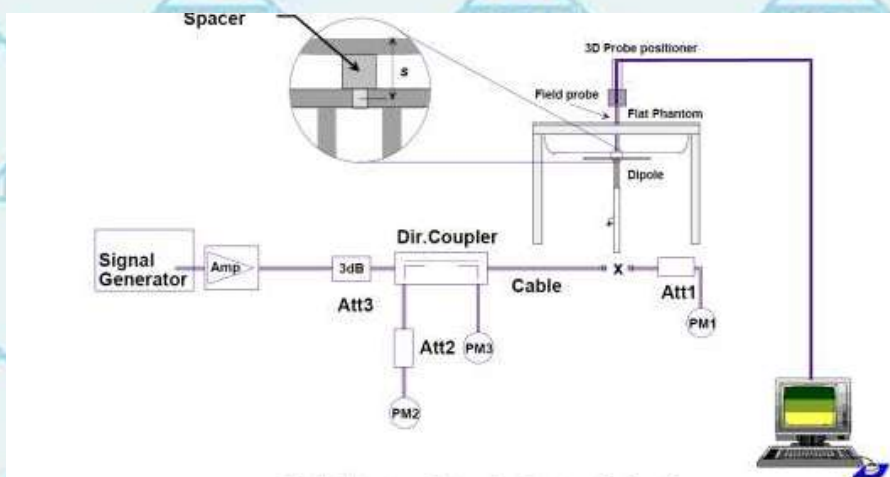 Spacer
s
3D Probe positioner
Field probe
Flat Phantom
Dipole
Signal
Generator
Amp
3dB
Att3
Dir.Coupler
Cable
X
Att1
PM1
Att2
PM3
PM2